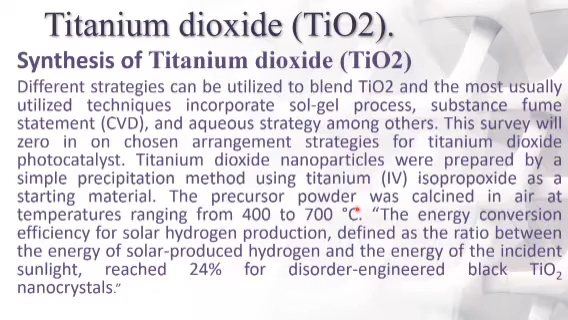 Titanium dioxide (TiO2).
Synthesis of Titanium dioxide (TiO2)
Different strategies can be utilized to blend TiO2 and the most usually
utilized techniques incorporate sol-gel process, substance fume
statement (CVD), and aqueous strategy among others. This survey will
zero in on chosen arrangement strategies for titanium dioxide
photocatalyst. Titanium dioxide nanoparticles were prepared by a
simple precipitation method using titanium (IV) isopropoxide as a
starting material. The precursor powder was calcined in air at
temperatures ranging from 400 to 700 °C. “The energy conversion
efficiency for solar hydrogen production, defined as the ratio between
the energy of solar-produced hydrogen and the energy of the incident
sunlight, reached 24% for disorder-engineered black TiO₂
nanocrystals.”